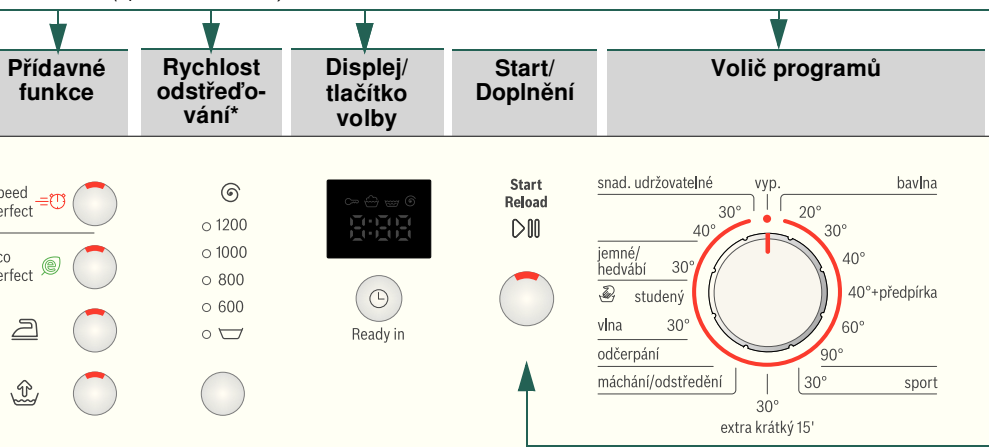 Přídavné
funkce
Rychlost
odstřeďo-
vání*
Displej/
tlačítko
volby
Start/
Doplnění
Volič programů
erfect
erfect
1200
1000
800
600
8:88
Ready in
Start
Reload
snad. udržovatelné
vyp.
bavlna
30°
20°
40°
30°
jemné/
hedvábí 30°
40°
studený
40°+předpírka
vlna 30°
60°
odčerpání
90°
máchání/odstředění
30° sport
30°
extra krátký 15'